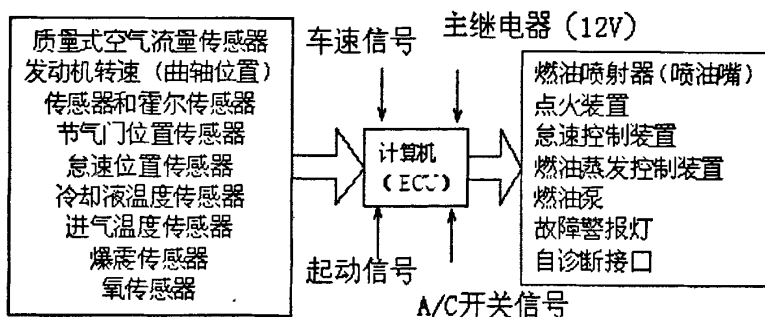 质量式空气流量传感器
发动机转速（曲轴位置）
传感器和霍尔传感器
节气门位置传感器
怠速位置传感器
冷却液温度传感器
进气温度传感器
爆震传感器
氧传感器
车速信号
主继电器（12V）
计算机
（ECU）
起动信号
A/C开关信号
燃油喷射器（喷油嘴）
点火装置
怠速控制装置
燃油蒸发控制装置
燃油泵
故障警报灯
自诊断接口